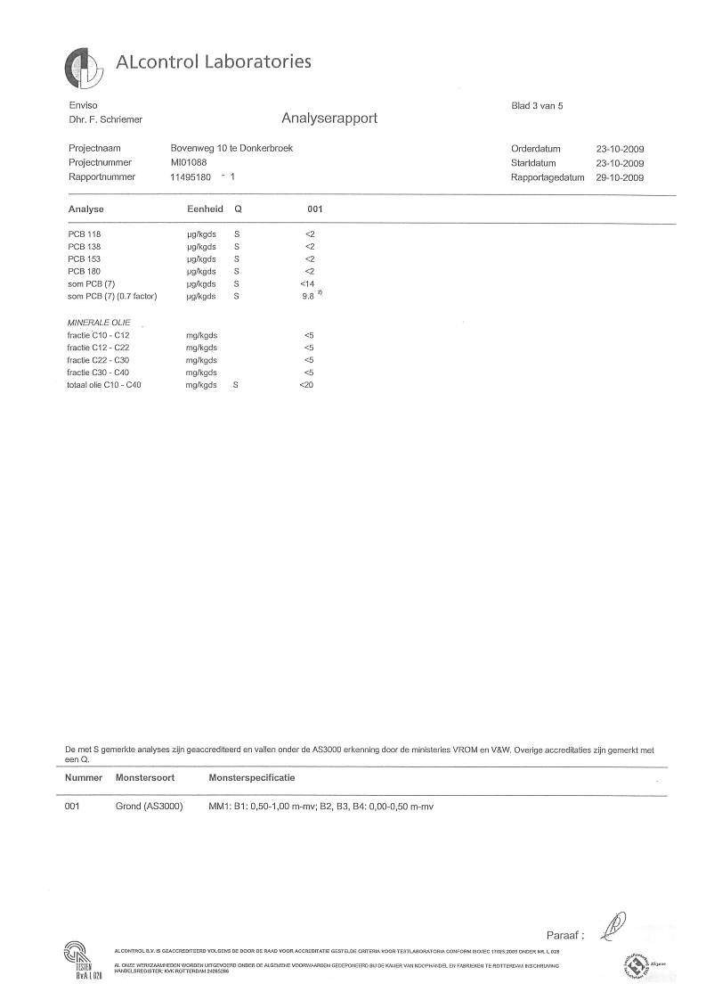 ALcontrol Laboratories
Enviso
Dhr. F. Schriemer
Analyserapport
Blad 3 van 5
Projectnaam Bovenweg 10 te Donkerbroek
Projectnummer MI01088
Rapportnummer 11495180 - 1
Orderdatum 23-10-2009
Startdatum 23-10-2009
Rapportagedatum 29-10-2009
Analyse Eenheid Q 001
PCB 118 µg/kgds S <2
PCB 138 µg/kgds S <2
PCB 153 µg/kgds S <2
PCB 180 µg/kgds S <2
som PCB (7) µg/kgds S <14
som PCB (7) (0.7 factor) µg/kgds S 9.8 2)
MINERALE OLIE
fractie C10 - C12 mg/kgds <5
fractie C12 - C22 mg/kgds <5
fractie C22 - C30 mg/kgds <5
fractie C30 - C40 mg/kgds <5
totaal olie C10 - C40 mg/kgds S <20
De met S gemerkte analyses zijn geaccrediteerd en vallen onder de AS3000 erkenning door de ministeries VROM en V&W. Overige accreditaties zijn gemerkt met
een Q.
Nummer Monstersoort Monsterspecificatie
001 Grond (AS3000) MM1: B1: 0,50-1,00 m-mv; B2, B3, B4: 0,00-0,50 m-mv
Paraaf :
TESTEN
RvA L 028
ALCONTROL B.V. IS GEACCREDITEERD VOLGENS DE DOOR DE RAAD VOOR ACCREDITATIE GESTELDE CRITERIA VOOR TESTLABORATORIA CONFORM ISO/IEC 17025:2005 ONDER NR. L 028
AL ONZE WERKZAAMHEDEN WORDEN UITGEVOERD ONDER DE ALGEMENE VOORWAARDEN GEDEPONEERD BIJ DE KAMER VAN KOOPHANDEL EN FABRIEKEN TE ROTTERDAM INSCHRIJVING
HANDELSREGISTER: KVK ROTTERDAM 24265286